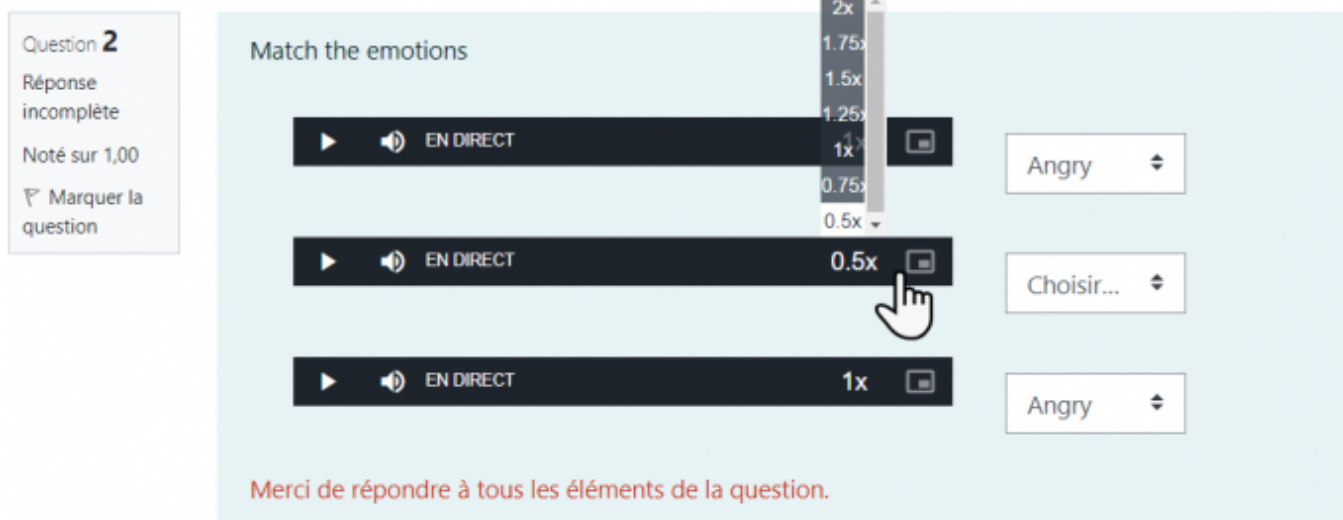 Question 2
Réponse
incomplète
Noté sur 1,00
Marquer la
question
Match the emotions
2x
1.75x
1.5x
1.25x
1x
0.75x
0.5x
EN DIRECT 1x
Angry
EN DIRECT 0.5x
Choisir...
EN DIRECT 1x
Angry
Merci de répondre à tous les éléments de la question.